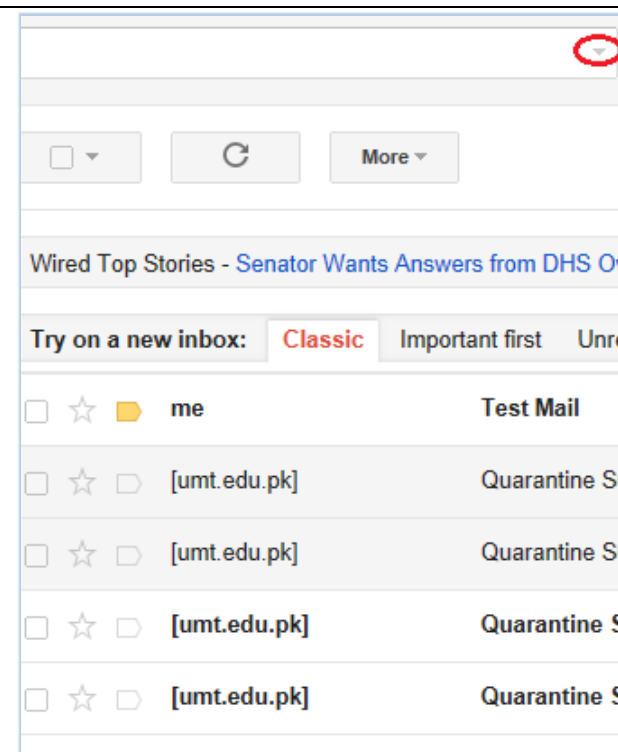 More
Wired Top Stories - Senator Wants Answers from DHS
Try on a new inbox: Classic Important first
me Test Mail
[umt.edu.pk] Quarantine
[umt.edu.pk] Quarantine
[umt.edu.pk] Quarantine
[umt.edu.pk] Quarantine